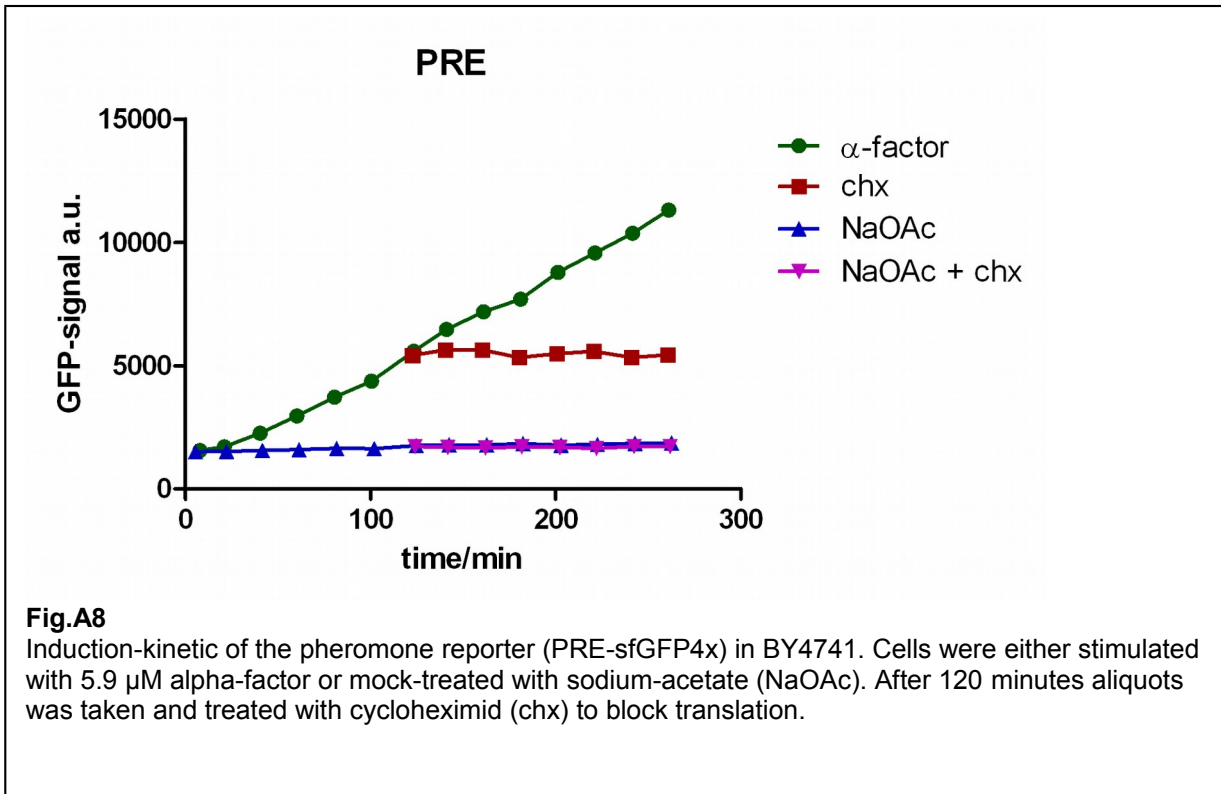 PRE
15000
10000
5000
0
GFP-signal a.u.
0 100 200 300
time/min
α-factor
chx
NaOAc
NaOAc + chx
Fig.A8
Induction-kinetic of the pheromone reporter (PRE-sfGFP4x) in BY4741. Cells were either stimulated
with 5.9 µM alpha-factor or mock-treated with sodium-acetate (NaOAc). After 120 minutes aliquots
was taken and treated with cycloheximid (chx) to block translation.